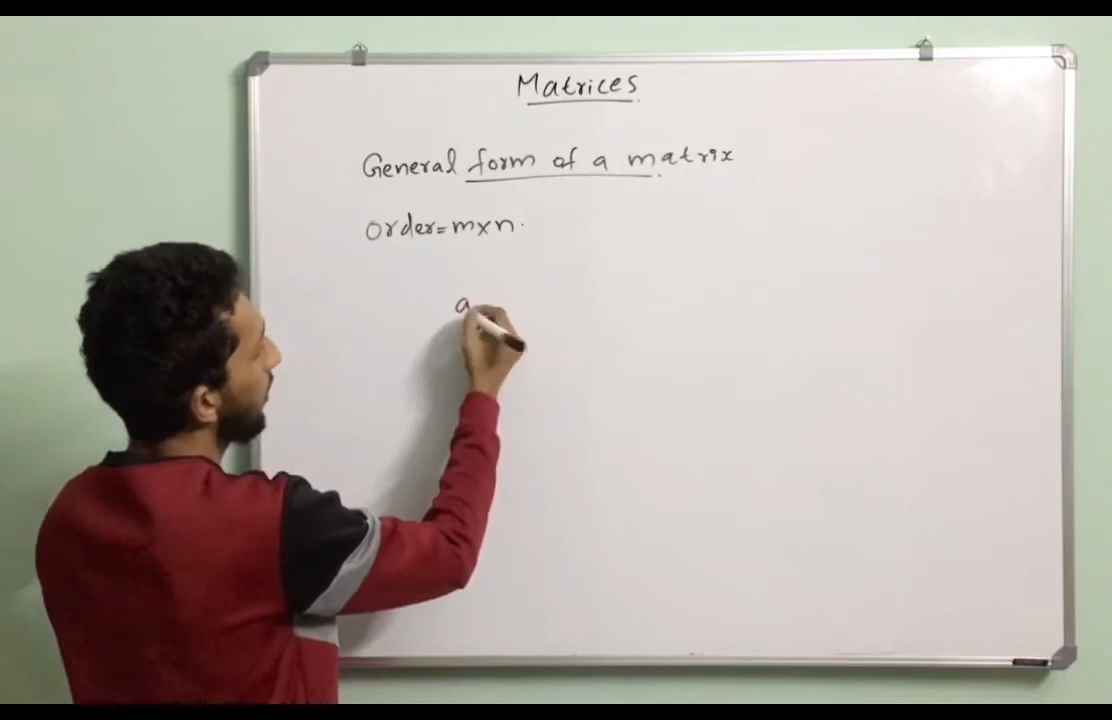 Matrices
General form of a matrix
order=m×n.
a